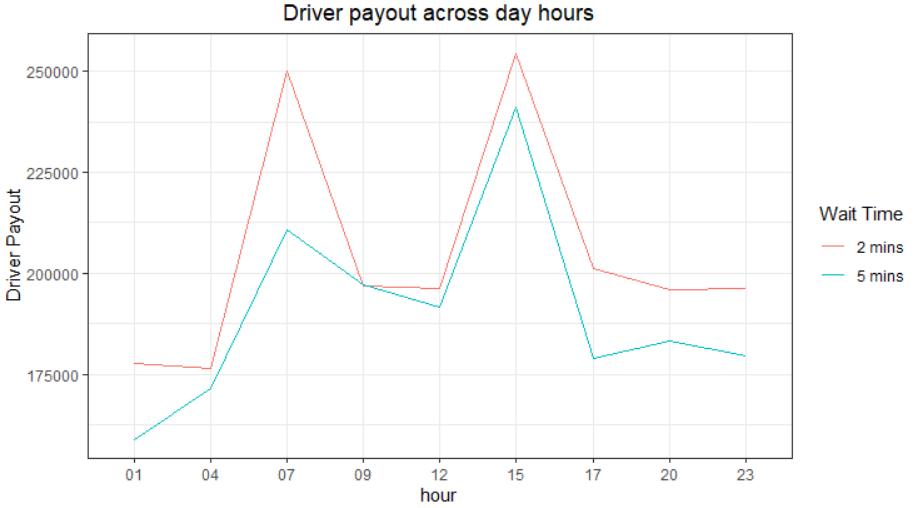 Driver payout across day hours
Driver Payout
250000
225000
200000
175000
01 04 07 09 12 15 17 20 23
hour
Wait Time
2 mins
5 mins